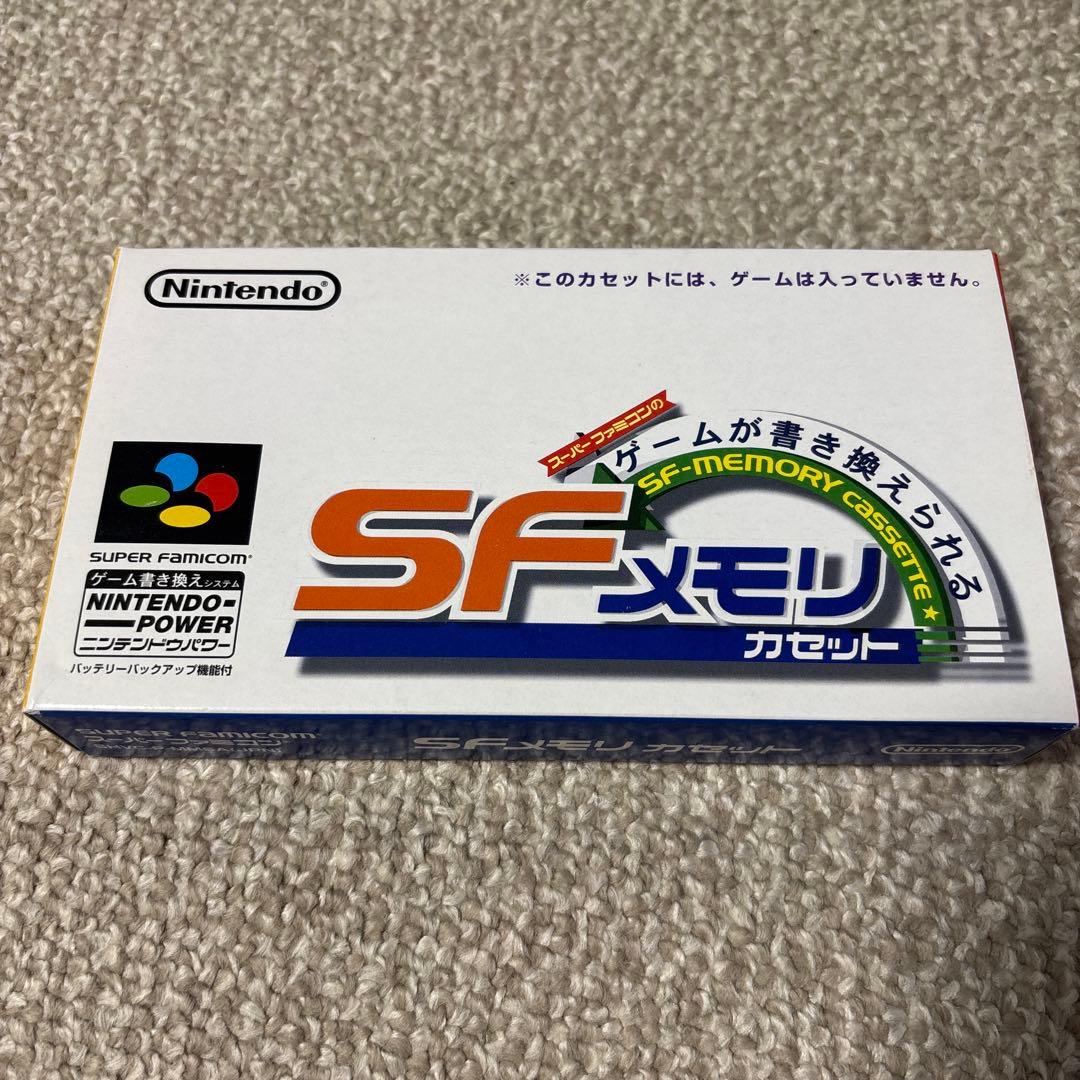 Nintendo®
※このカセットには、ゲームは入っていません。
スーパーファミコンの
ゲームが書き換えられる
SF-MEMORY CASSETTE★
SFメモリ
カセット
SUPER FAMICOM®
ゲーム書き換えシステム
NINTENDO-
POWER
ニンテンドウパワー
バッテリーバックアップ機能付
SUPER FAMICOM
SFメモリ カセット
Nintendo